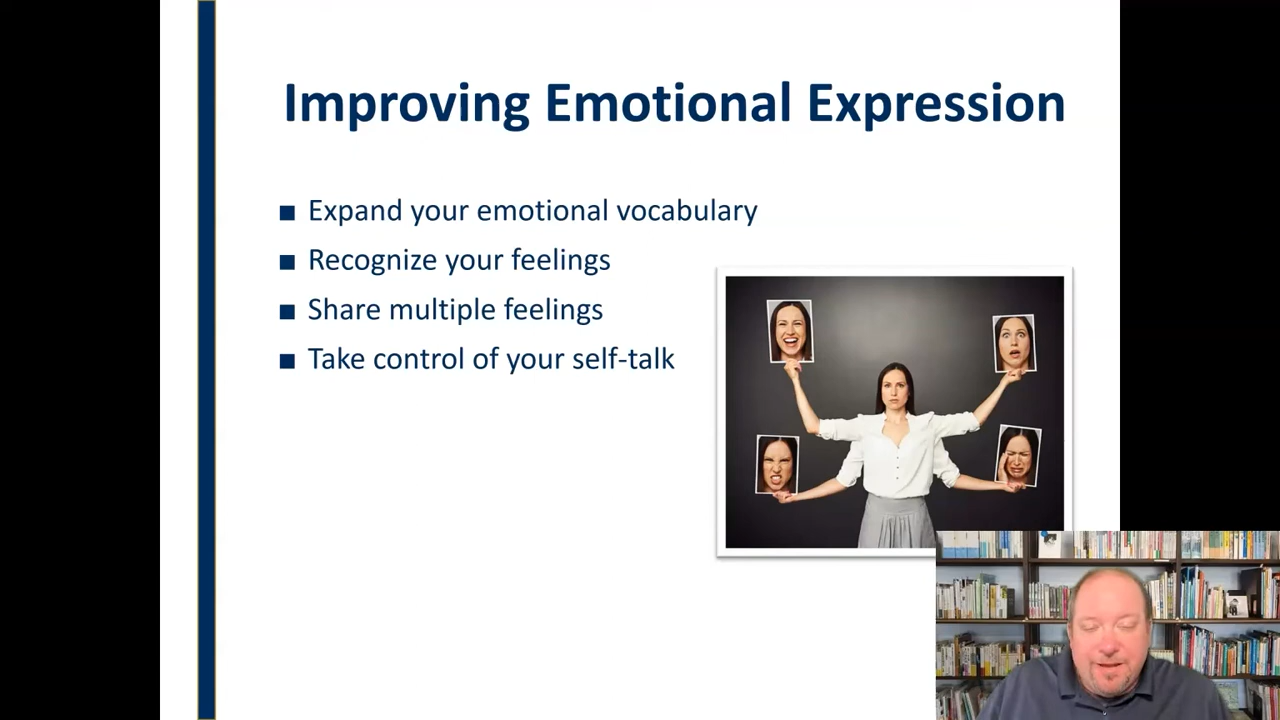 Improving Emotional Expression
■ Expand your emotional vocabulary
■ Recognize your feelings
■ Share multiple feelings
■ Take control of your self-talk